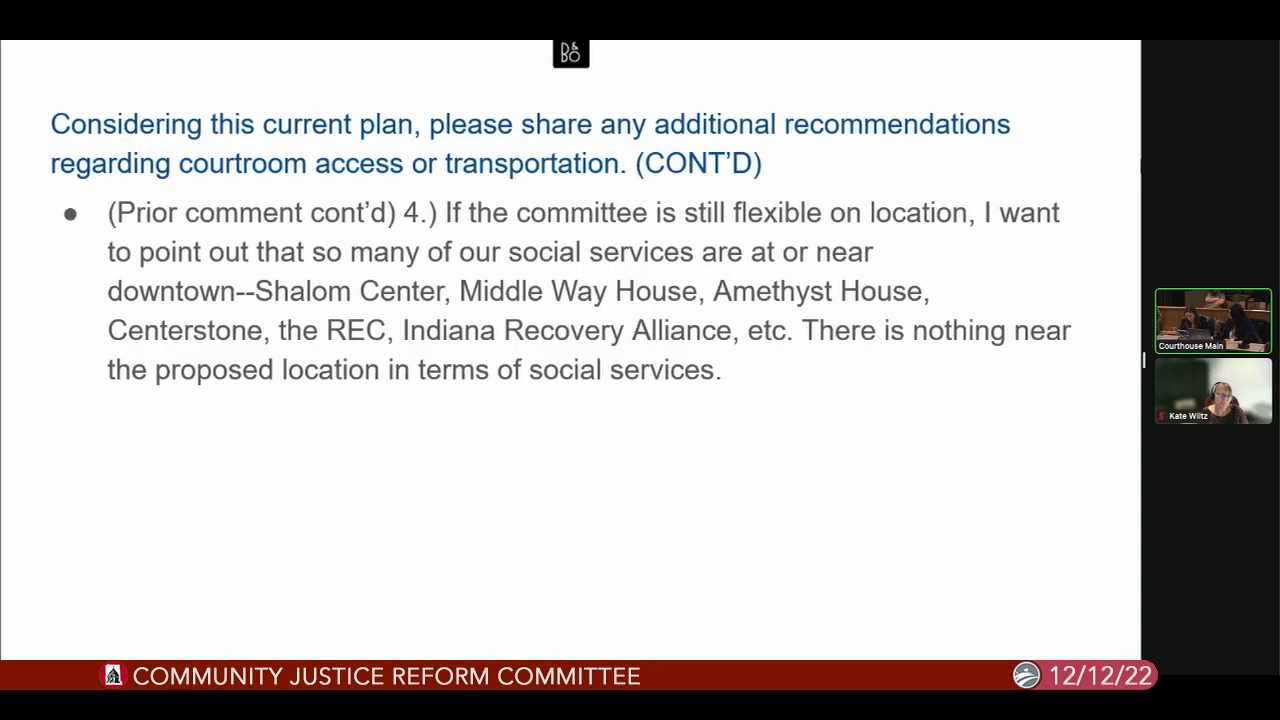 B&
BO
Considering this current plan, please share any additional recommendations
regarding courtroom access or transportation. (CONT’D)
● (Prior comment cont’d) 4.) If the committee is still flexible on location, I want
to point out that so many of our social services are at or near
downtown--Shalom Center, Middle Way House, Amethyst House,
Centerstone, the REC, Indiana Recovery Alliance, etc. There is nothing near
the proposed location in terms of social services.
Courthouse Main
Kate Wiltz
COMMUNITY JUSTICE REFORM COMMITTEE
12/12/22